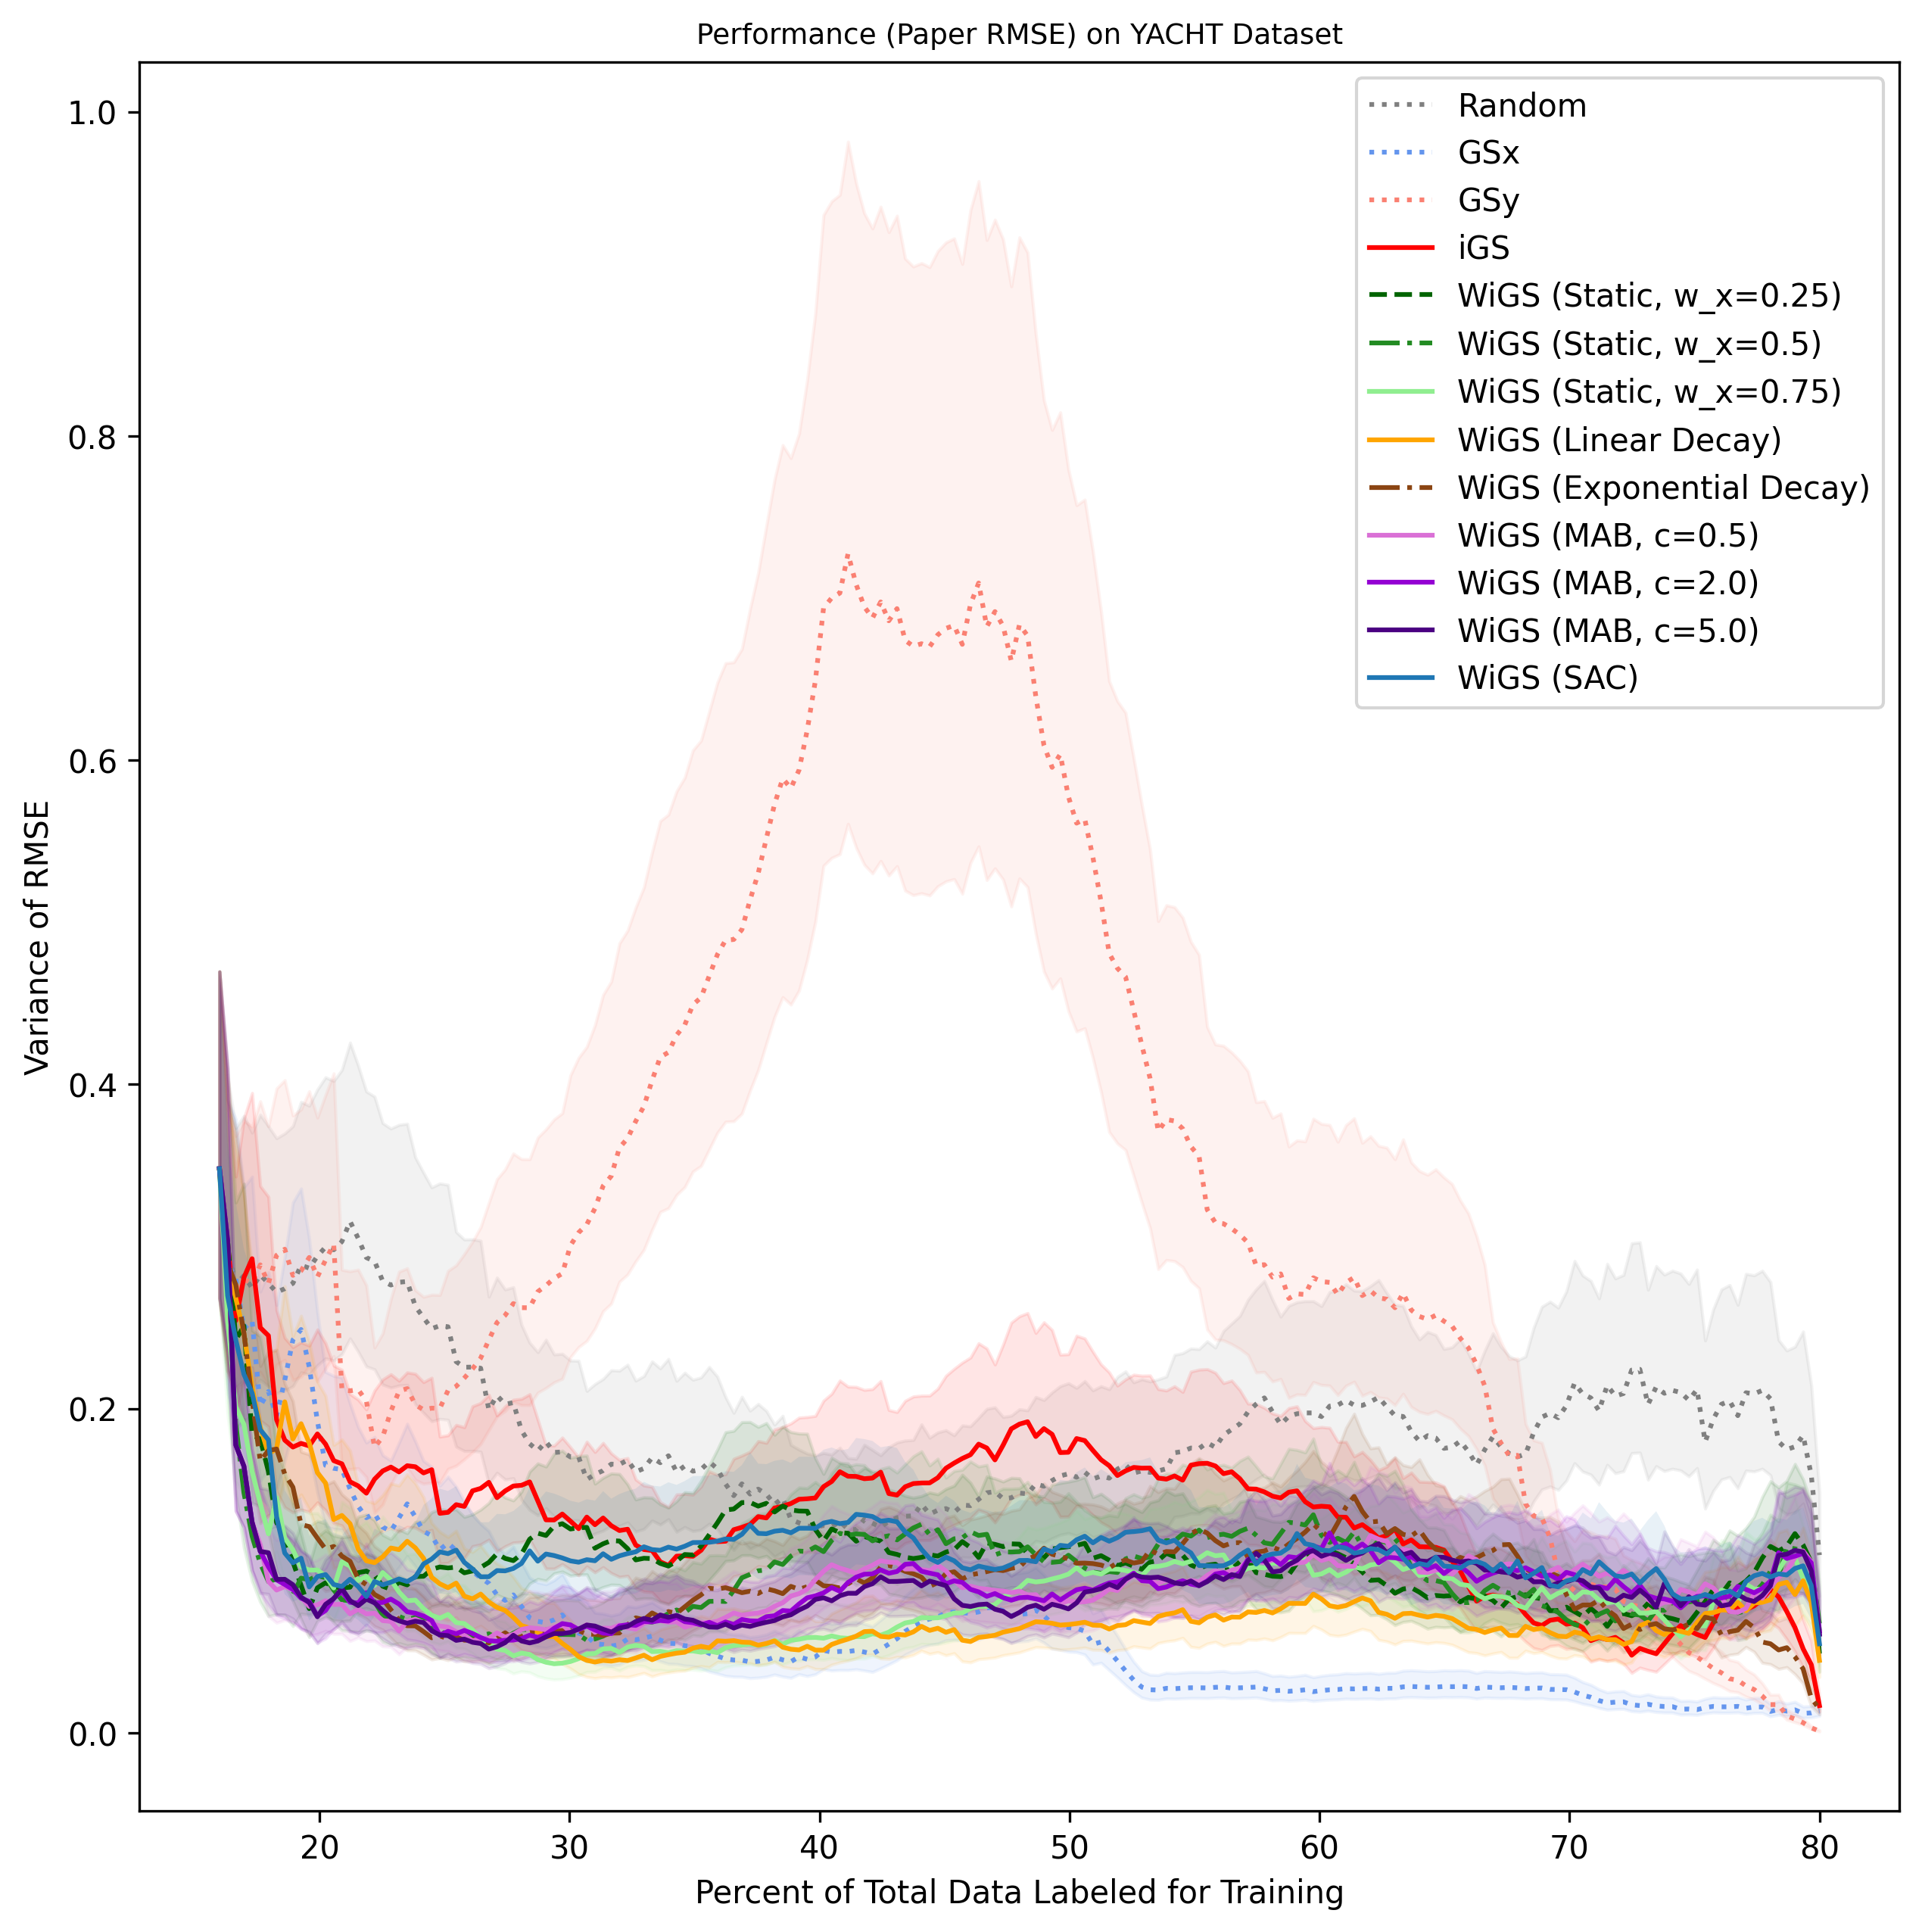 Performance (Paper RMSE) on YACHT Dataset
Variance of RMSE
1.0
0.8
0.6
0.4
0.2
0.0
Random
GSx
GSy
iGS
WiGS (Static, w_x=0.25)
WiGS (Static, w_x=0.5)
WiGS (Static, w_x=0.75)
WiGS (Linear Decay)
WiGS (Exponential Decay)
WiGS (MAB, c=0.5)
WiGS (MAB, c=2.0)
WiGS (MAB, c=5.0)
WiGS (SAC)
20 30 40 50 60 70 80
Percent of Total Data Labeled for Training